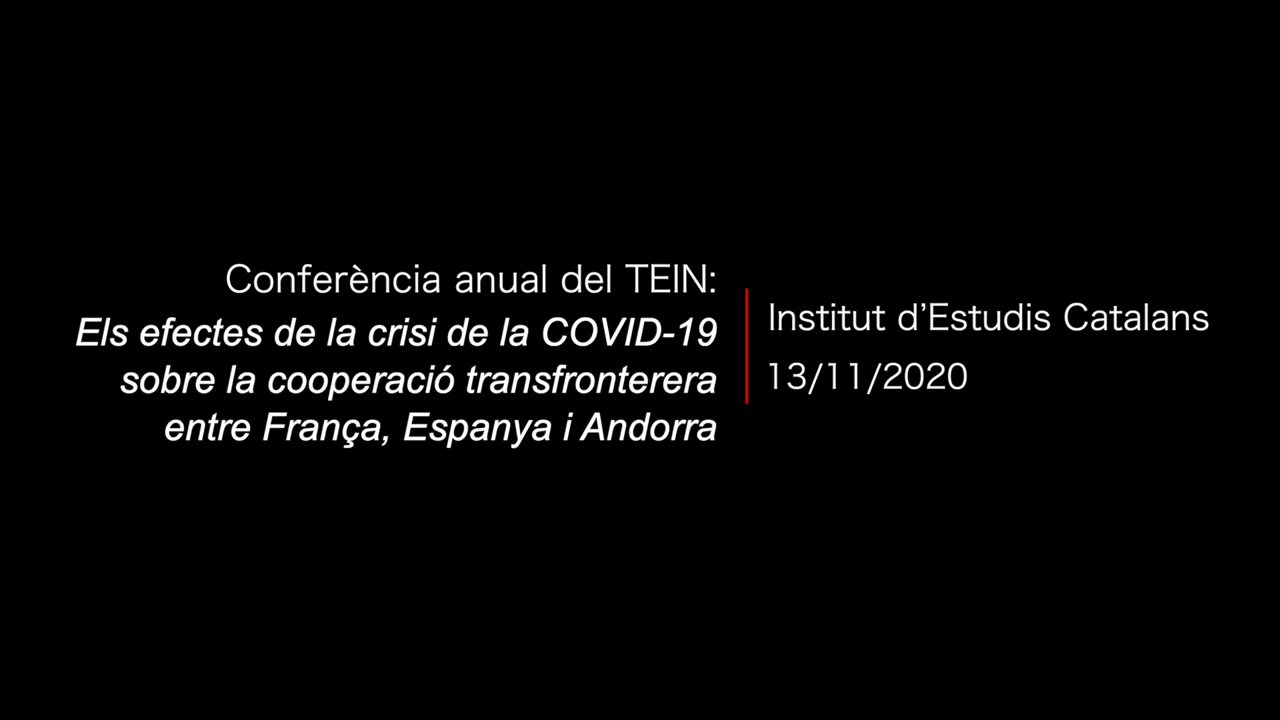 Conferència anual del TEIN:
Els efectes de la crisi de la COVID-19
sobre la cooperació transfronterera
entre França, Espanya i Andorra
Institut d’Estudis Catalans
13/11/2020